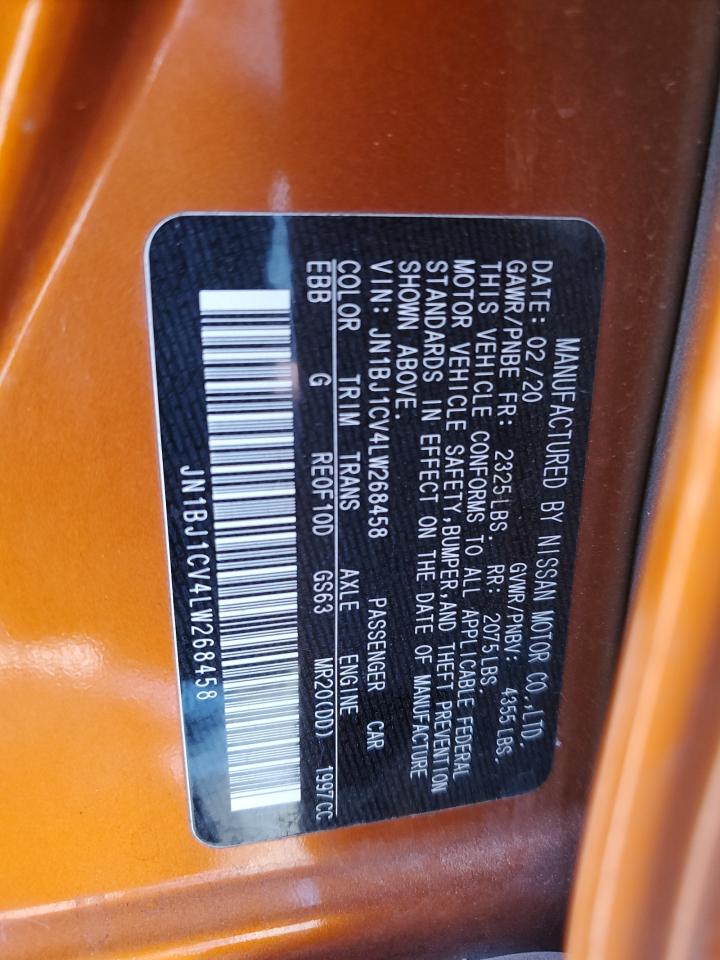 MANUFACTURED BY NISSAN MOTOR CO.,LTD.
DATE: 02/20 GVWR/PNBV: 4355 LBS.
GAWR/PNBE FR: 2325LBS. RR: 2075LBS.
THIS VEHICLE CONFORMS TO ALL APPLICABLE FEDERAL
MOTOR VEHICLE SAFETY,BUMPER,AND THEFT PREVENTION
STANDARDS IN EFFECT ON THE DATE OF MANUFACTURE
SHOWN ABOVE.
VIN: JN1BJ1CV4LW268458 PASSENGER CAR
COLOR TRIM TRANS AXLE ENGINE
EBB G RE0F10D GS63 MR20(DD) 1997CC
JN1BJ1CV4LW268458